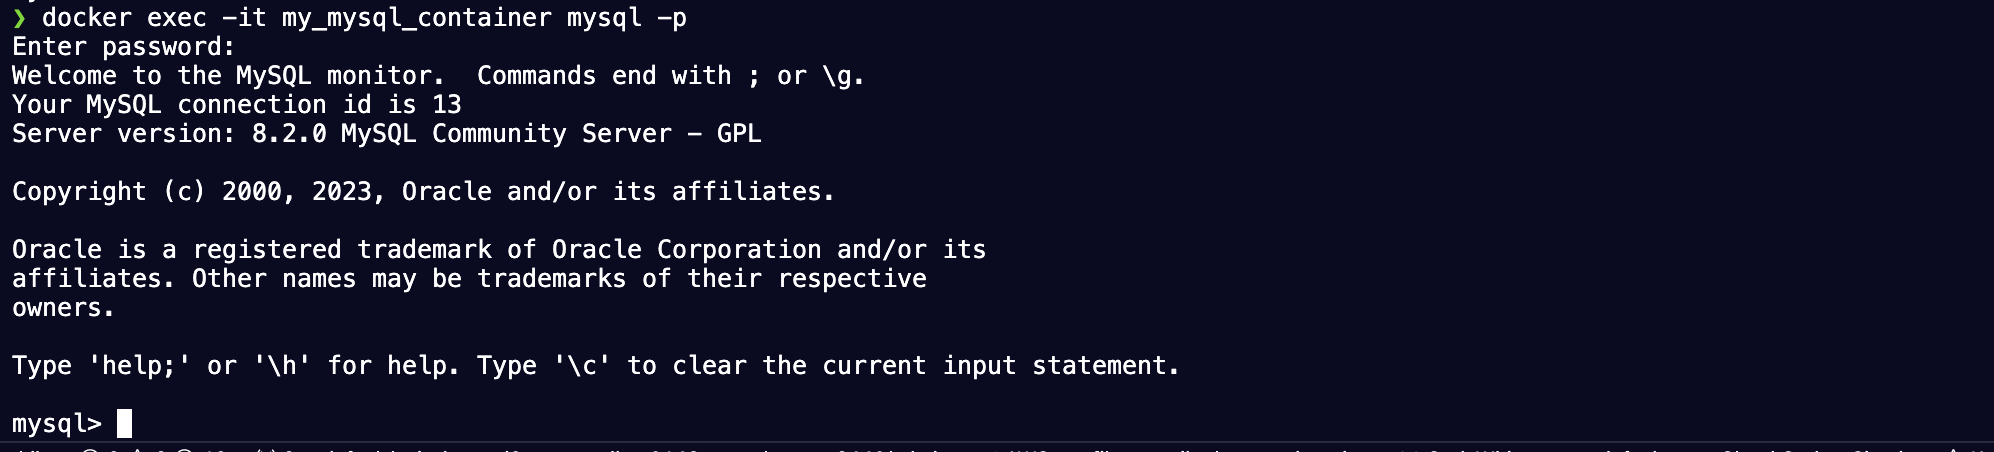 ❯ docker exec -it my_mysql_container mysql -p
Enter password:
Welcome to the MySQL monitor.  Commands end with ; or \g.
Your MySQL connection id is 13
Server version: 8.2.0 MySQL Community Server - GPL
Copyright (c) 2000, 2023, Oracle and/or its affiliates.
Oracle is a registered trademark of Oracle Corporation and/or its
affiliates. Other names may be trademarks of their respective
owners.
Type 'help;' or '\h' for help. Type '\c' to clear the current input statement.
mysql>